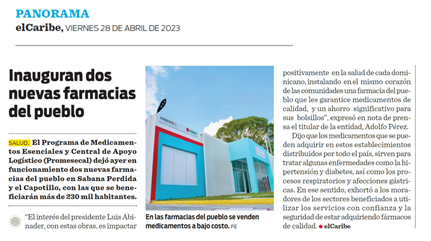 PANORAMA
elCaribe, VIERNES 28 DE ABRIL DE 2023
Inauguran dos
nuevas farmacias
del pueblo
SALUD. El Programa de Medicamen-
tos Esenciales y Central de Apoyo
Logístico (Promesecal) dejó ayer en
funcionamiento dos nuevas farma-
cias del pueblo en Sabana Perdida
y el Capotillo, con las que se bene-
ficiarán más de 230 mil habitantes.
“El interés del presidente Luis Abi-
nader, con estas obras, es impactar
En las farmacias del pueblo se venden
medicamentos a bajo costo. FE
positivamente en la salud de cada domi-
nicano, instalando en el mismo corazón
de las comunidades una farmacia del pue-
blo que les garantice medicamentos de
calidad, y un ahorro significativo para
sus bolsillos”, expresó en nota de pren-
sa el titular de la entidad, Adolfo Pérez.
Dijo que los medicamentos que se pue-
den adquirir en estos establecimientos
distribuidos por todo el país, sirven para
tratar algunas enfermedades como la hi-
pertensión y diabetes, así como los pro-
cesos respiratorios y afecciones gástri-
cas. En ese sentido, exhortó a los morado-
res de los sectores beneficiados a uti-
lizar los servicios con confianza y la
seguridad de estar adquiriendo fármacos
de calidad. elCaribe